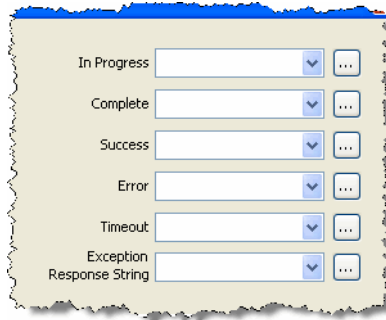 In Progress
...
Complete
...
Success
...
Error
...
Timeout
...
Exception
Response String
...